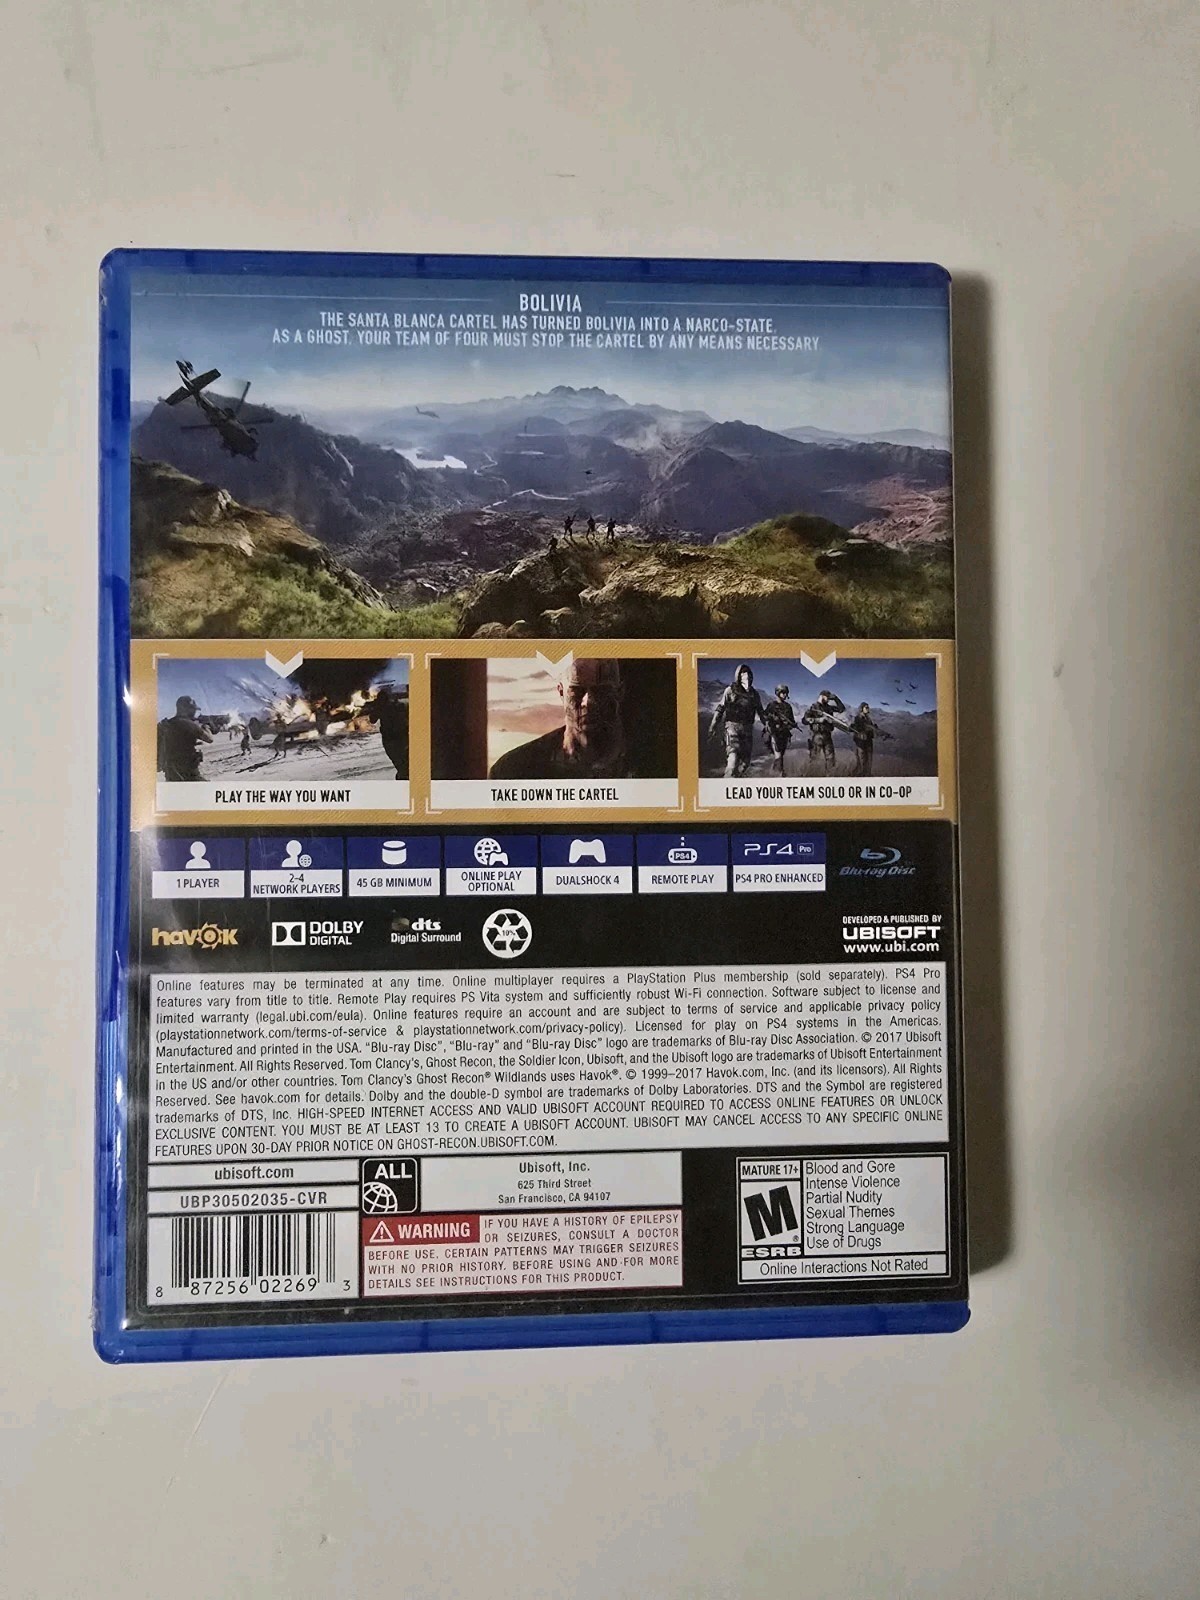 BOLIVIA
THE SANTA BLANCA CARTEL HAS TURNED BOLIVIA INTO A NARCO-STATE.
AS A GHOST, YOUR TEAM OF FOUR MUST STOP THE CARTEL BY ANY MEANS NECESSARY
PLAY THE WAY YOU WANT
TAKE DOWN THE CARTEL
LEAD YOUR TEAM SOLO OR IN CO-OP
1 PLAYER
2-4
NETWORK PLAYERS
45 GB MINIMUM
ONLINE PLAY
OPTIONAL
DUALSHOCK 4
PS4
REMOTE PLAY
PS4 Pro
PS4 PRO ENHANCED
Blu-ray Disc
havok
DOLBY
DIGITAL
dts
Digital Surround
10%
DEVELOPED & PUBLISHED BY
UBISOFT
www.ubi.com
Online features may be terminated at any time. Online multiplayer requires a PlayStation Plus membership (sold separately). PS4 Pro
features vary from title to title. Remote Play requires PS Vita system and sufficiently robust Wi-Fi connection. Software subject to license and
limited warranty (legal.ubi.com/eula). Online features require an account and are subject to terms of service and applicable privacy policy
(playstationnetwork.com/terms-of-service & playstationnetwork.com/privacy-policy). Licensed for play on PS4 systems in the Americas.
Manufactured and printed in the USA. "Blu-ray Disc", "Blu-ray" and "Blu-ray Disc" logo are trademarks of Blu-ray Disc Association. © 2017 Ubisoft
Entertainment. All Rights Reserved. Tom Clancy's, Ghost Recon, the Soldier Icon, Ubisoft, and the Ubisoft logo are trademarks of Ubisoft Entertainment
in the US and/or other countries. Tom Clancy's Ghost Recon® Wildlands uses Havok®. © 1999–2017 Havok.com, Inc. (and its licensors). All Rights
Reserved. See havok.com for details. Dolby and the double-D symbol are trademarks of Dolby Laboratories. DTS and the Symbol are registered
trademarks of DTS, Inc. HIGH-SPEED INTERNET ACCESS AND VALID UBISOFT ACCOUNT REQUIRED TO ACCESS ONLINE FEATURES OR UNLOCK
EXCLUSIVE CONTENT. YOU MUST BE AT LEAST 13 TO CREATE A UBISOFT ACCOUNT. UBISOFT MAY CANCEL ACCESS TO ANY SPECIFIC ONLINE
FEATURES UPON 30-DAY PRIOR NOTICE ON GHOST-RECON.UBISOFT.COM.
ubisoft.com
UBP30502035-CVR
8 87256 02269 3
ALL
Ubisoft, Inc.
625 Third Street
San Francisco, CA 94107
WARNING IF YOU HAVE A HISTORY OF EPILEPSY
OR SEIZURES, CONSULT A DOCTOR
BEFORE USE. CERTAIN PATTERNS MAY TRIGGER SEIZURES
WITH NO PRIOR HISTORY. BEFORE USING AND FOR MORE
DETAILS SEE INSTRUCTIONS FOR THIS PRODUCT.
MATURE 17+
M
ESRB
Blood and Gore
Intense Violence
Partial Nudity
Sexual Themes
Strong Language
Use of Drugs
Online Interactions Not Rated